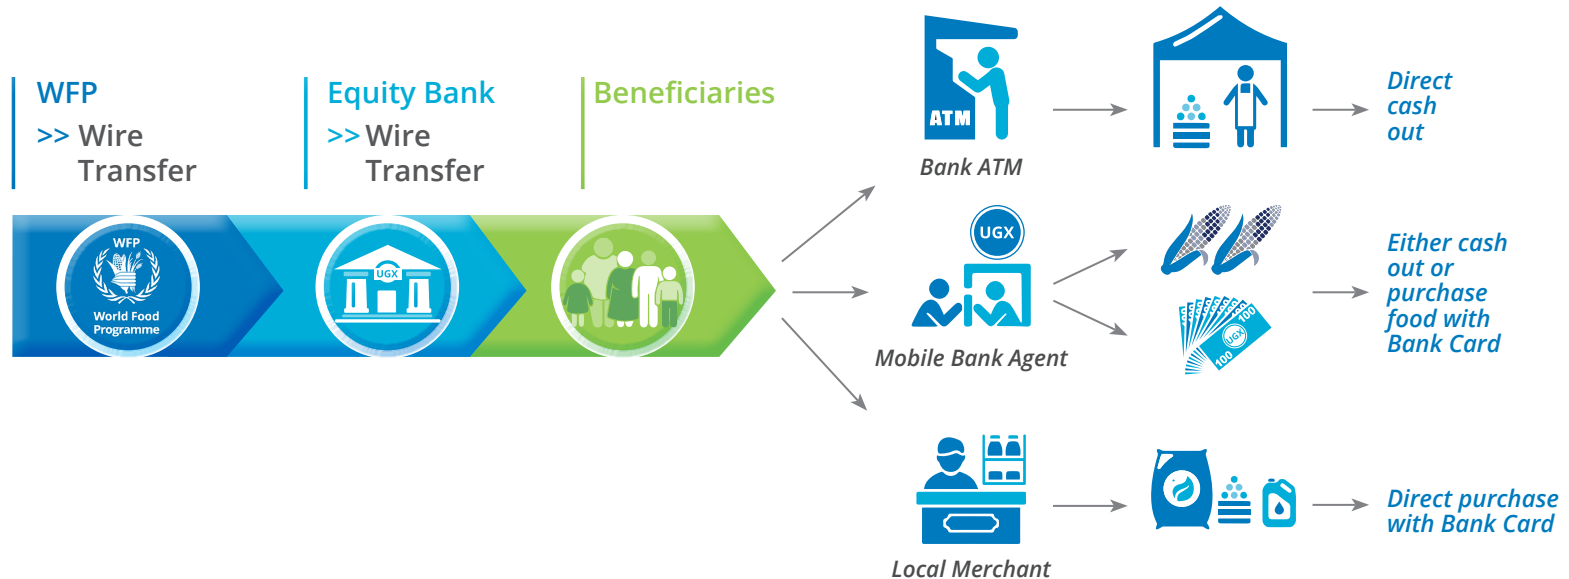 WFP
>> Wire
Transfer
Equity Bank
>> Wire
Transfer
Beneficiaries
WFP
World Food
Programme
UGX
ATM
Bank ATM
Direct
cash
out
UGX
Mobile Bank Agent
100
UGX
100
Either cash
out or
purchase
food with
Bank Card
Local Merchant
Direct purchase
with Bank Card